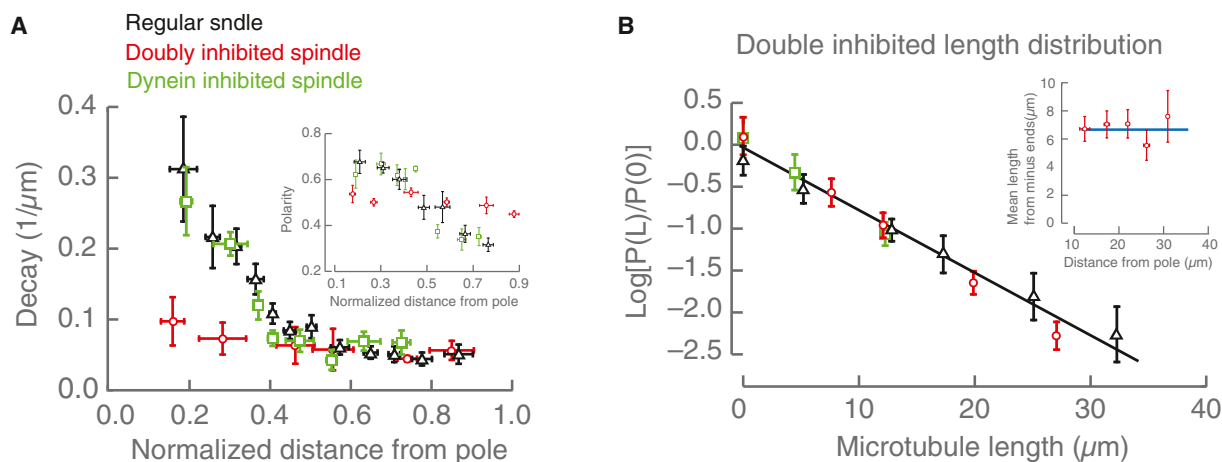 A
Regular sndle
Doubly inhibited spindle
Dynein inhibited spindle
Decay (1/µm)
0.4
0.3
0.2
0.1
0.0
0.0 0.2 0.4 0.6 0.8 1.0
Normalized distance from pole
Polarity
0.8
0.6
0.4
0.2
0.1 0.3 0.5 0.7 0.9
Normalized distance from pole
B
Double inhibited length distribution
Log[P(L)/P(0)]
0.5
0.0
−0.5
−1.0
−1.5
−2.0
−2.5
0 10 20 30 40
Microtubule length (µm)
Mean length
from minus ends(µm)
10
8
6
4
2
0
10 20 30 40
Distance from pole (µm)